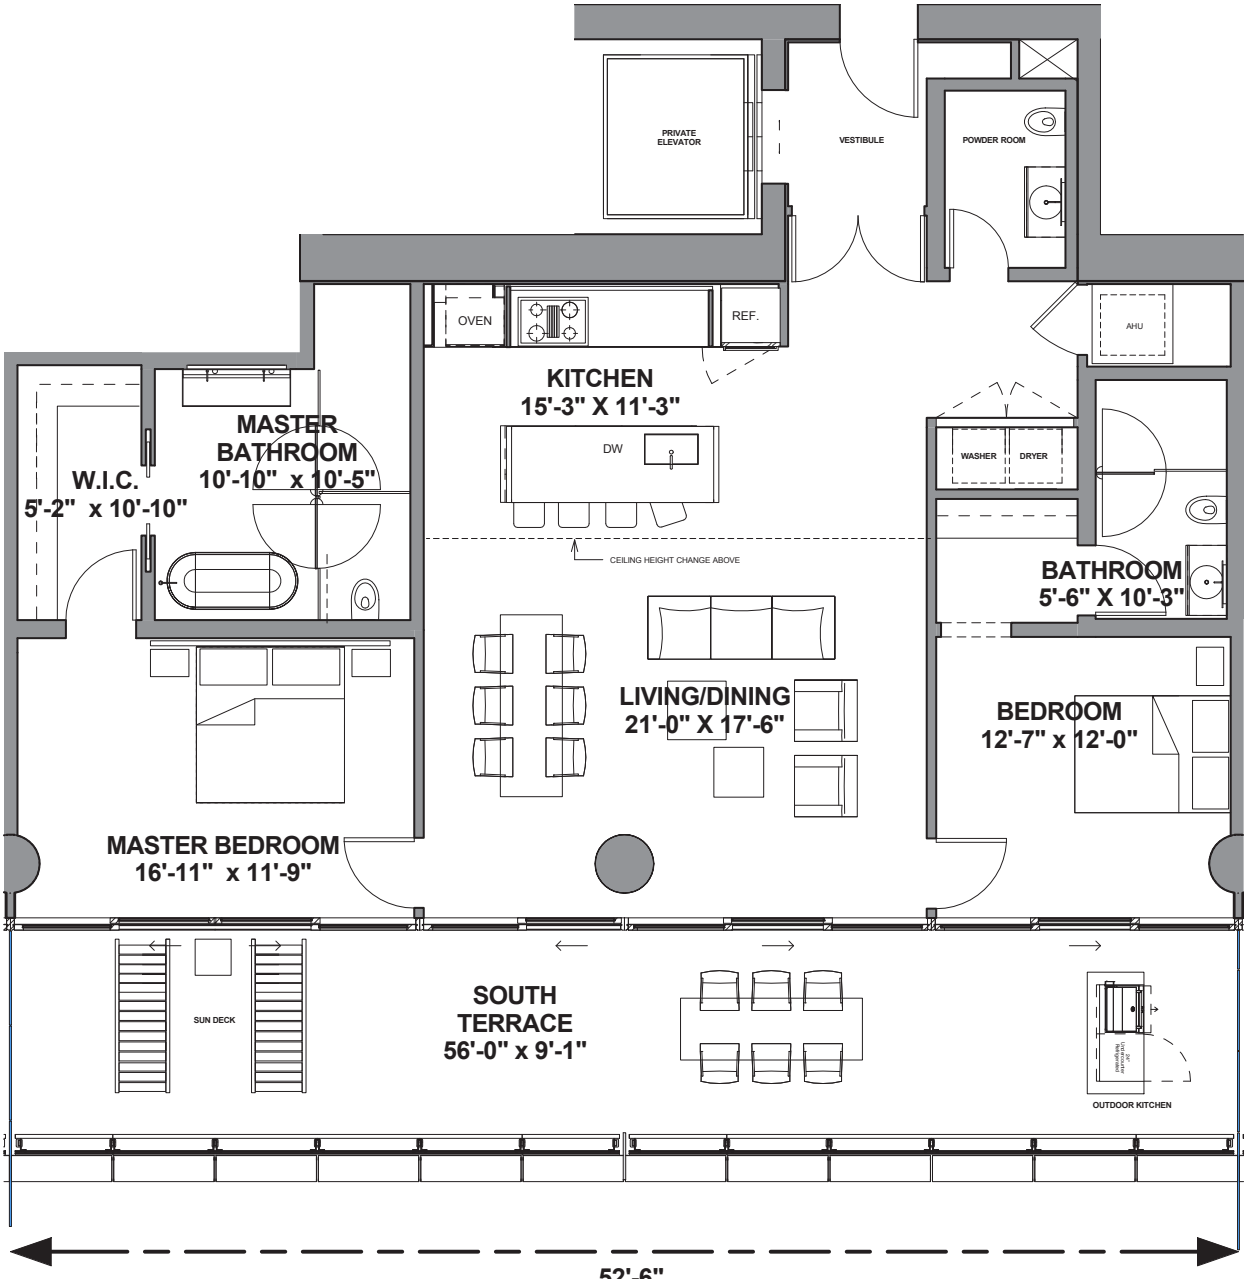 PRIVATE
ELEVATOR
VESTIBULE
POWDER ROOM
OVEN
REF.
AHU
KITCHEN
15'-3" X 11'-3"
MASTER
BATHROOM
10'-10" x 10'-5"
W.I.C.
5'-2" x 10'-10"
DW
WASHER
DRYER
CEILING HEIGHT CHANGE ABOVE
BATHROOM
5'-6" X 10'-3"
LIVING/DINING
21'-0" X 17'-6"
BEDROOM
12'-7" x 12'-0"
MASTER BEDROOM
16'-11" x 11'-9"
SOUTH
TERRACE
56'-0" x 9'-1"
SUN DECK
24"
Undercounter
Refrigerated
OUTDOOR KITCHEN
52'-6"